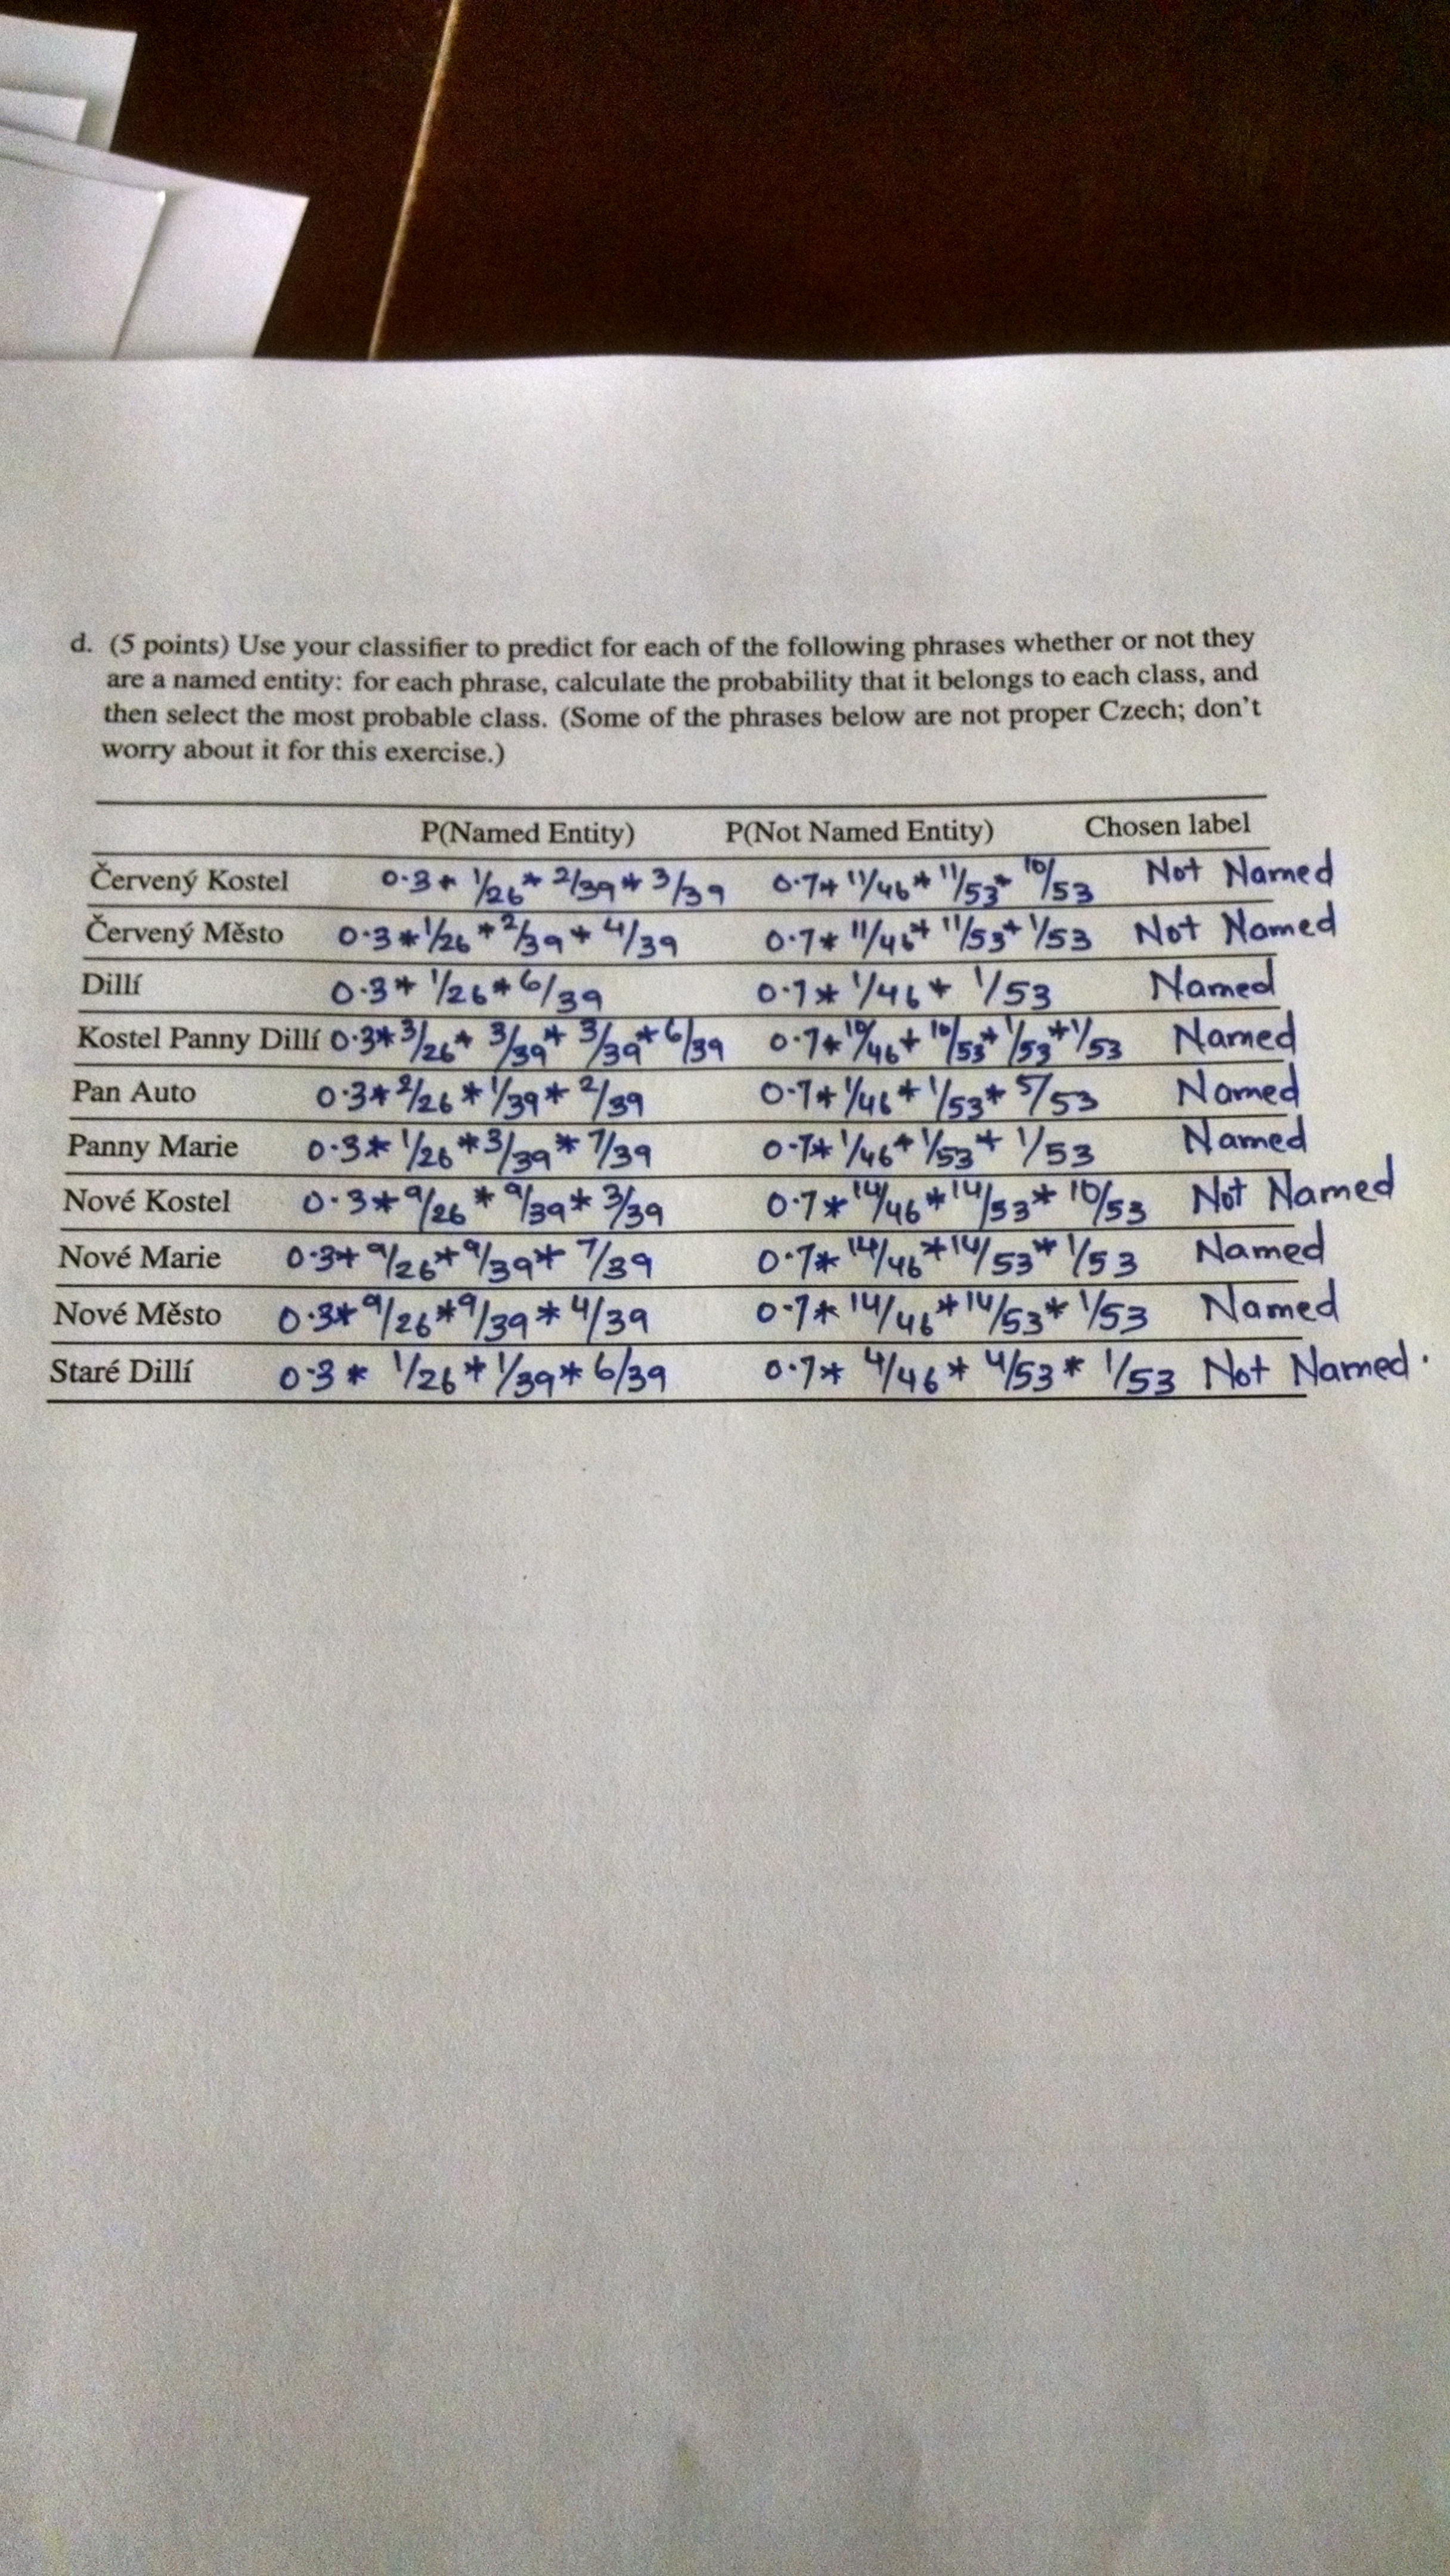 d. (5 points) Use your classifier to predict for each of the following phrases whether or not they
are a named entity: for each phrase, calculate the probability that it belongs to each class, and
then select the most probable class. (Some of the phrases below are not proper Czech; don't
worry about it for this exercise.)
P(Named Entity) P(Not Named Entity) Chosen label
Červený Kostel 0.3 * 1/26 * 2/39 * 3/39 0.7 * 11/46 * 11/53 * 10/53 Not Named
Červený Město 0.3 * 1/26 * 2/39 * 4/39 0.7 * 11/46 * 11/53 * 1/53 Not Named
Dillí 0.3 * 1/26 * 6/39 0.7 * 1/46 * 1/53 Named
Kostel Panny Dillí 0.3 * 3/26 * 3/39 * 3/39 * 6/39 0.7 * 10/46 * 10/53 * 1/53 * 1/53 Named
Pan Auto 0.3 * 2/26 * 1/39 * 2/39 0.7 * 1/46 * 1/53 * 5/53 Named
Panny Marie 0.3 * 1/26 * 3/39 * 7/39 0.7 * 1/46 * 1/53 * 1/53 Named
Nové Kostel 0.3 * 9/26 * 9/39 * 3/39 0.7 * 14/46 * 14/53 * 10/53 Not Named
Nové Marie 0.3 * 9/26 * 9/39 * 7/39 0.7 * 14/46 * 14/53 * 1/53 Named
Nové Město 0.3 * 9/26 * 9/39 * 4/39 0.7 * 14/46 * 14/53 * 1/53 Named
Staré Dillí 0.3 * 1/26 * 1/39 * 6/39 0.7 * 4/46 * 4/53 * 1/53 Not Named.